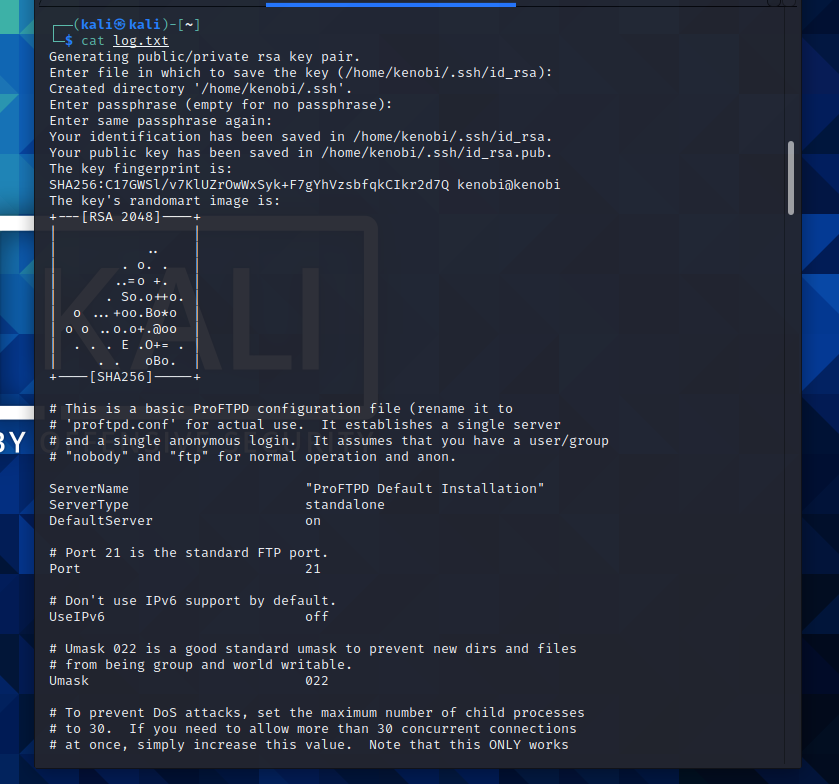 ┌──(kali㉿kali)-[~]
└─$ cat log.txt
Generating public/private rsa key pair.
Enter file in which to save the key (/home/kenobi/.ssh/id_rsa):
Created directory '/home/kenobi/.ssh'.
Enter passphrase (empty for no passphrase):
Enter same passphrase again:
Your identification has been saved in /home/kenobi/.ssh/id_rsa.
Your public key has been saved in /home/kenobi/.ssh/id_rsa.pub.
The key fingerprint is:
SHA256:C17GWSl/v7KlUZrOwWxSyk+F7gYhVzsbfqkCIkr2d7Q kenobi@kenobi
The key's randomart image is:
+---[RSA 2048]----+
|                 |
|           ..    |
|        . o. .   |
|       ..=o +.   |
|      . So.o++o. |
|  o ...+oo.Bo*o  |
| o o ..o.o+.@oo  |
|  . . . E .O+= . |
|     . .   oBo.  |
+----[SHA256]-----+
# This is a basic ProFTPD configuration file (rename it to
# 'proftpd.conf' for actual use.  It establishes a single server
# and a single anonymous login.  It assumes that you have a user/group
# "nobody" and "ftp" for normal operation and anon.
ServerName                      "ProFTPD Default Installation"
ServerType                      standalone
DefaultServer                   on
# Port 21 is the standard FTP port.
Port                            21
# Don't use IPv6 support by default.
UseIPv6                         off
# Umask 022 is a good standard umask to prevent new dirs and files
# from being group and world writable.
Umask                           022
# To prevent DoS attacks, set the maximum number of child processes
# to 30.  If you need to allow more than 30 concurrent connections
# at once, simply increase this value.  Note that this ONLY works
KALI
BY